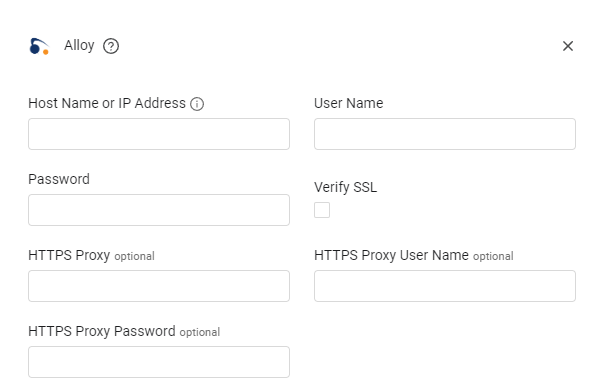 Alloy
Host Name or IP Address
User Name
Password
Verify SSL
HTTPS Proxy optional
HTTPS Proxy User Name optional
HTTPS Proxy Password optional